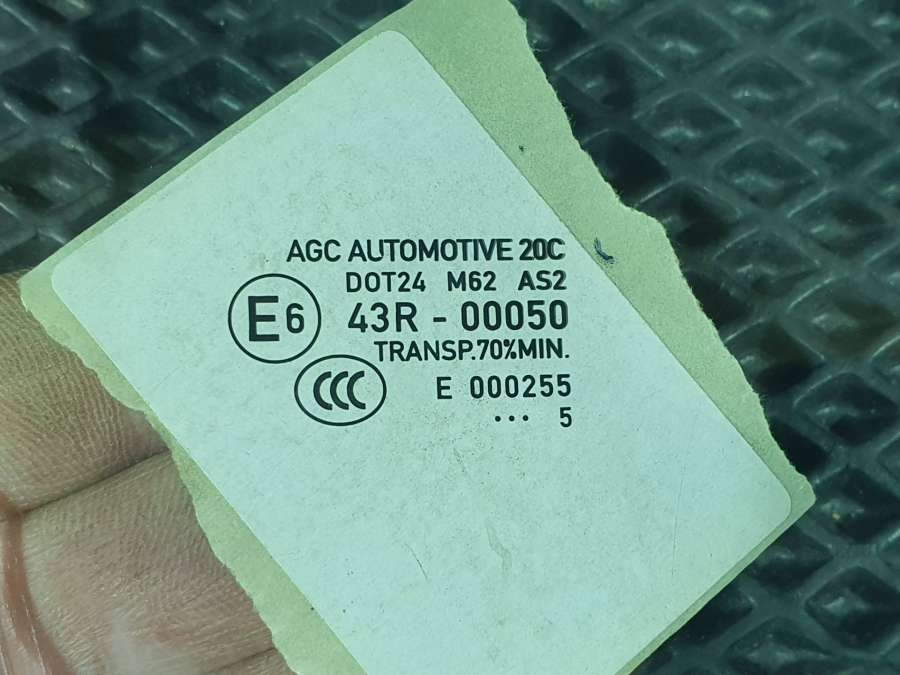 AGC AUTOMOTIVE 20C
DOT24 M62 AS2
E6 43R - 00050
TRANSP.70%MIN.
CCC E 000255
... 5